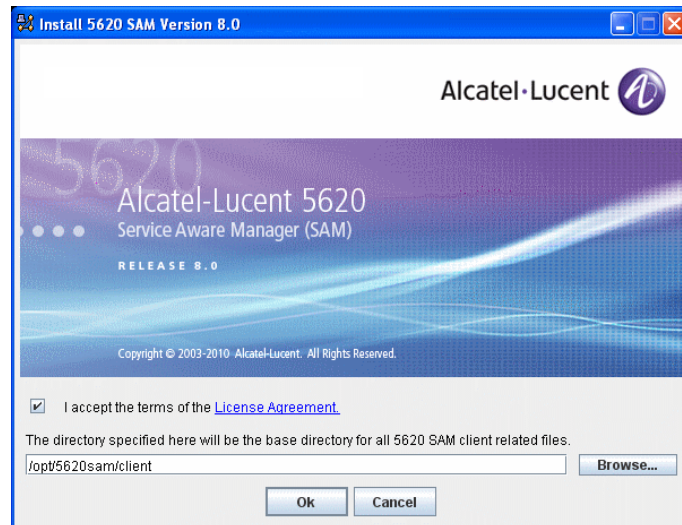 Install 5620 SAM Version 8.0
Alcatel·Lucent
5620
Alcatel-Lucent 5620
Service Aware Manager (SAM)
RELEASE 8.0
Copyright © 2003-2010 Alcatel-Lucent. All Rights Reserved.
I accept the terms of the License Agreement.
The directory specified here will be the base directory for all 5620 SAM client related files.
/opt/5620sam/client
Browse...
Ok
Cancel